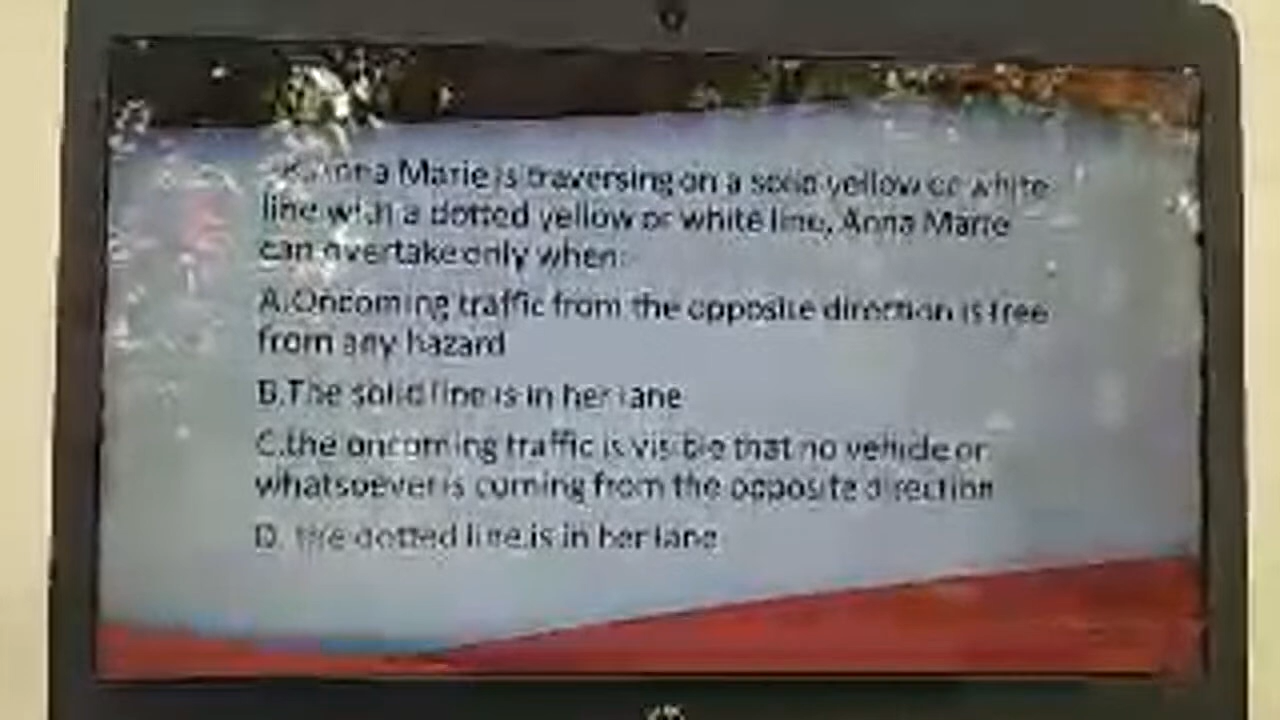 Anna Marie is traversing on a solid yellow or white
line with a dotted yellow or white line, Anna Marie
can overtake only when:
A.Oncoming traffic from the opposite direction is free
from any hazard
B.The solid line is in her lane
C.the oncoming traffic is visible that no vehicle or
whatsoever is coming from the opposite direction
D. the dotted line is in her lane